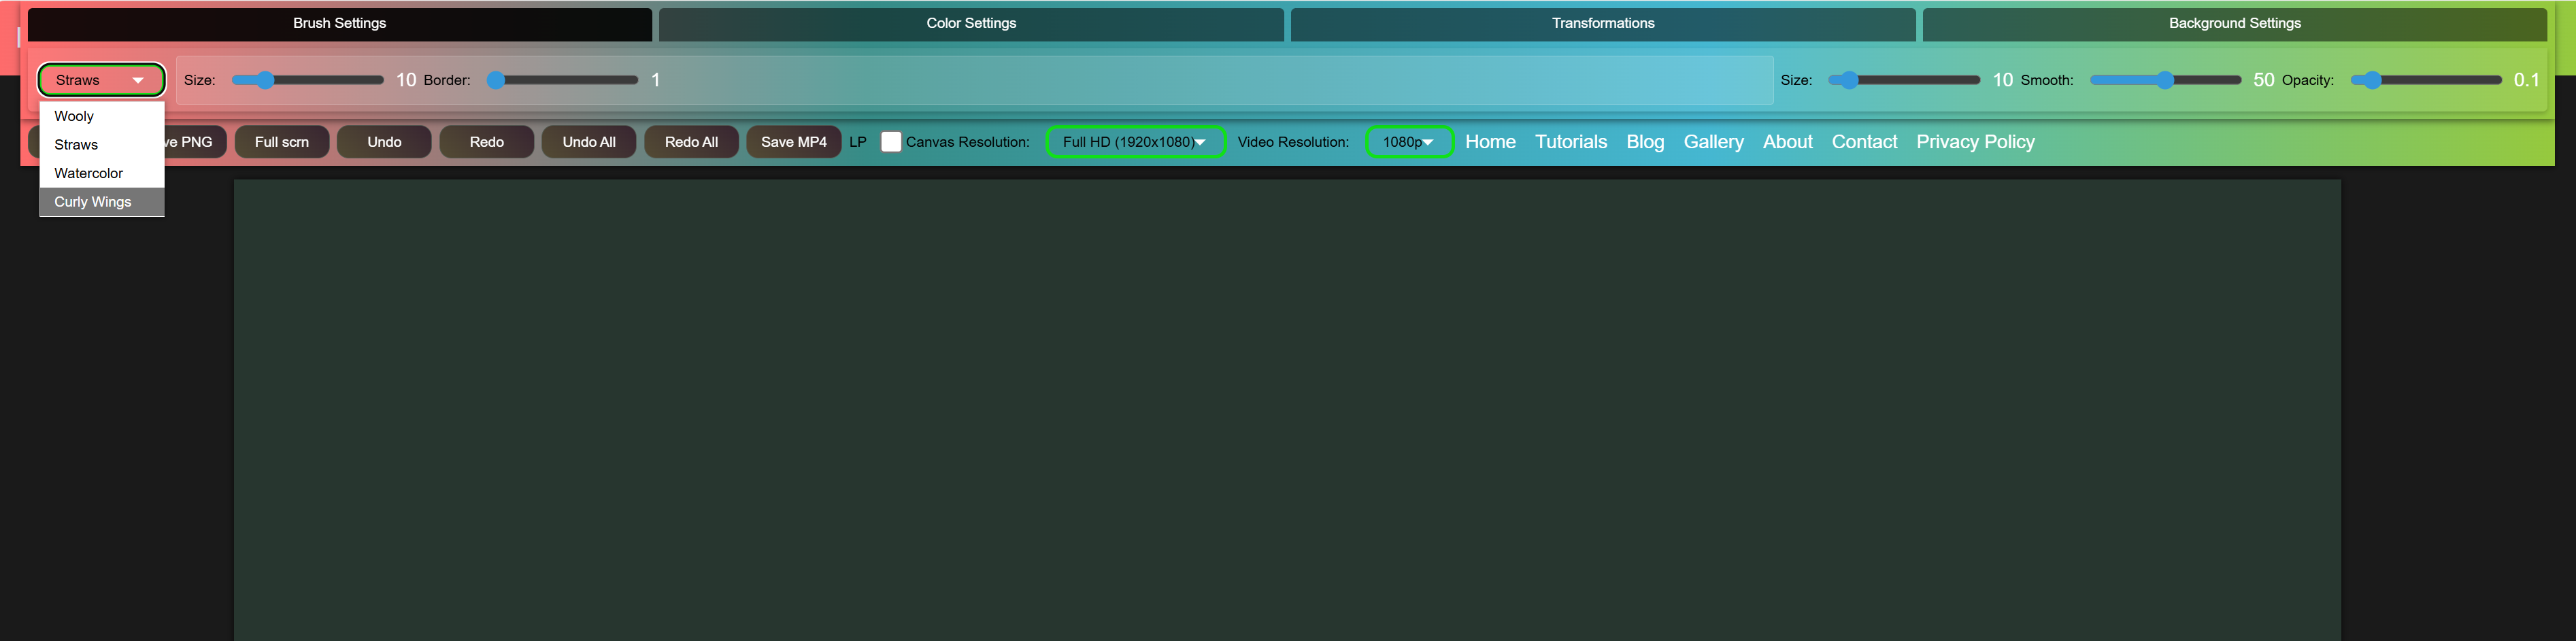 Brush Settings Color Settings Transformations Background Settings
Straws Size: 10 Border: 1 Size: 10 Smooth: 50 Opacity: 0.1
Wooly
Straws
Watercolor
Curly Wings
PNG Full scrn Undo Redo Undo All Redo All Save MP4 LP Canvas Resolution: Full HD (1920x1080) Video Resolution: 1080p Home Tutorials Blog Gallery About Contact Privacy Policy